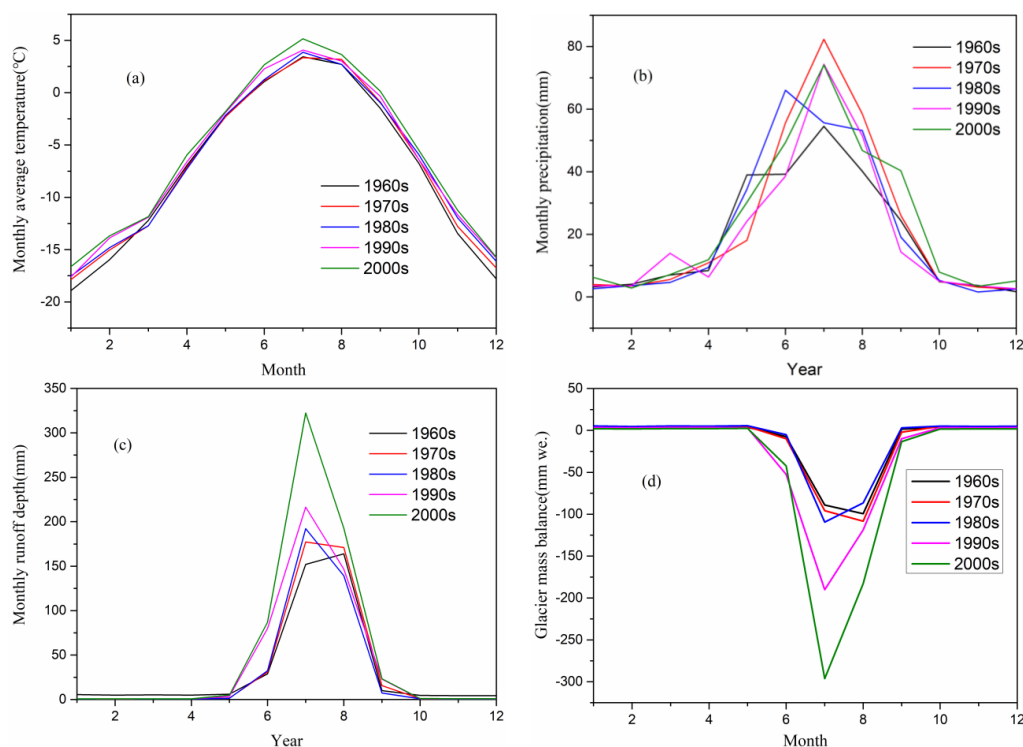 Monthly average temperature(℃)
5
0
-5
-10
-15
-20
(a)
1960s
1970s
1980s
1990s
2000s
2
4
6
8
10
12
Month
Monthly precipitation(mm)
80
60
40
20
0
(b)
1960s
1970s
1980s
1990s
2000s
2
4
6
8
10
12
Year
Monthly runoff depth(mm)
350
300
250
200
150
100
50
0
(c)
1960s
1970s
1980s
1990s
2000s
2
4
6
8
10
12
Year
Glacier mass balance(mm we.)
50
0
-50
-100
-150
-200
-250
-300
(d)
1960s
1970s
1980s
1990s
2000s
2
4
6
8
10
12
Month